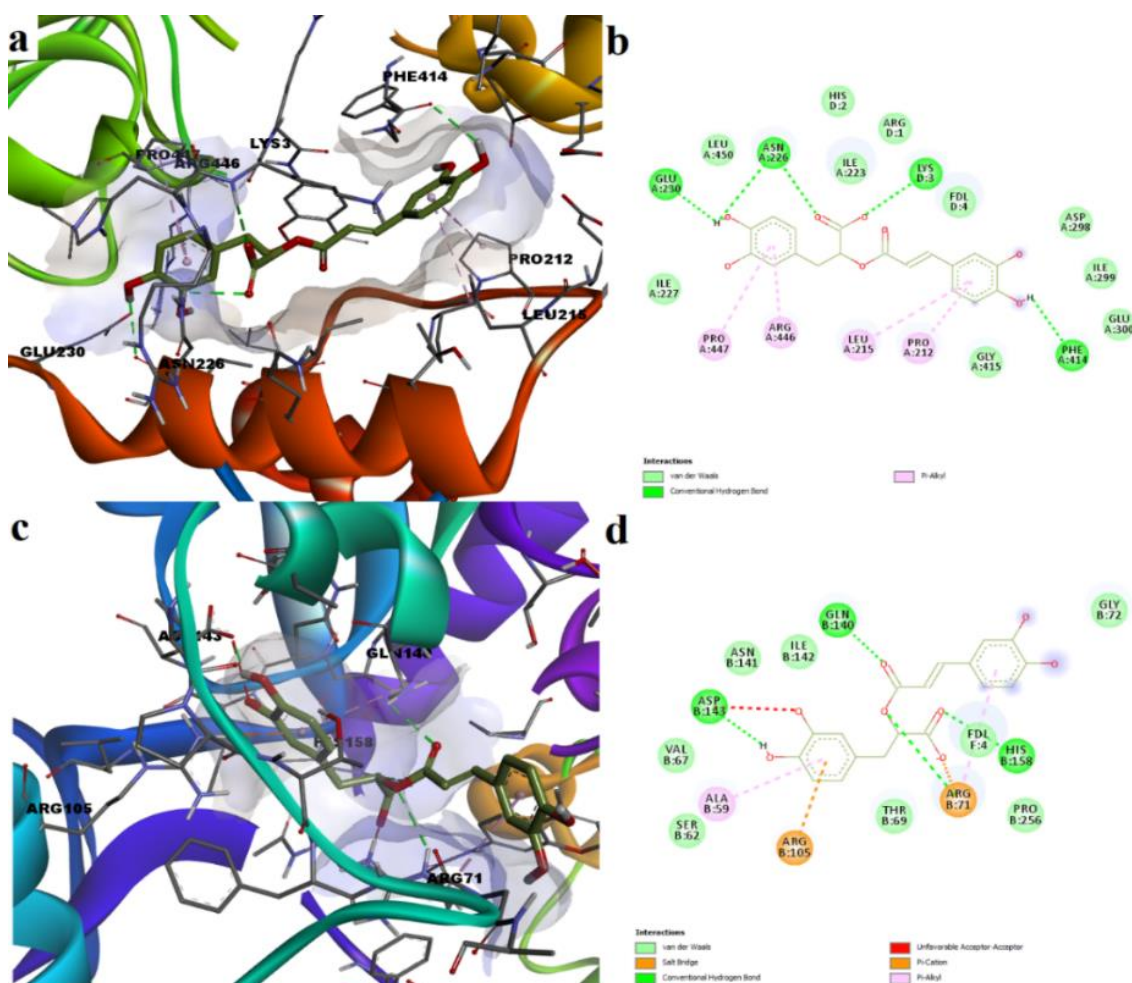 a
PHE414
LYS3
ARG446
PRO212
LEU215
GLU230
ASN226
b
HIS
D:2
ARG
D:1
LEU
A:450
ASN
A:226
ILE
A:223
LYS
D:3
GLU
A:230
FDL
D:4
ASP
A:298
ILE
A:299
ILE
A:227
GLU
A:300
PRO
A:447
ARG
A:446
LEU
A:215
PRO
A:212
GLY
A:415
PHE
A:414
H
O
O
O
O
O
O
O
O
H
Interactions
van der Waals
Conventional Hydrogen Bond
Pi-Alkyl
c
ARG105
ARG71
d
GLN
B:140
GLY
B:72
ASN
B:141
ILE
B:142
ASP
B:143
VAL
B:67
FDL
F:4
HIS
B:158
ALA
B:59
SER
B:62
THR
B:69
ARG
B:71
PRO
B:256
ARG
B:105
O
O
O
O
O
O
O
O
H
Interactions
van der Waals
Salt Bridge
Conventional Hydrogen Bond
Unfavorable Acceptor-Acceptor
Pi-Cation
Pi-Alkyl